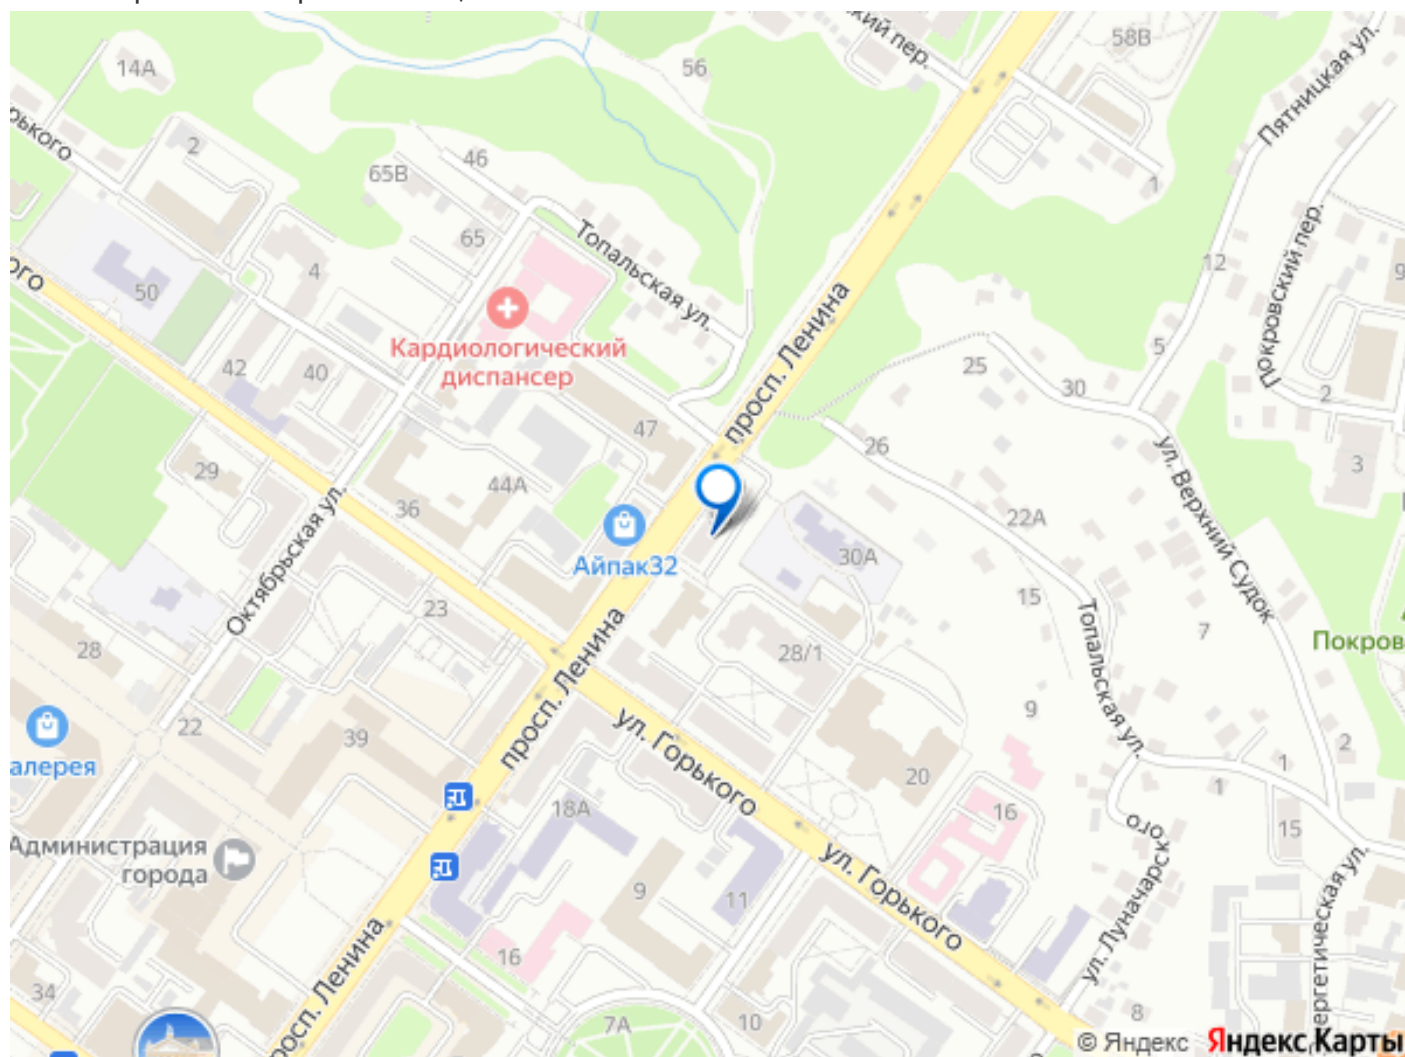 кий пер.
58В
Пятницкая ул.
14А
56
рького
2
46
65В
1
Топальская ул.
65
4
50
ого
12
Покровский пер.
9
Кардиологический
диспансер
просп. Ленина
42
40
25
5
30
2
47
26
29
44А
36
3
ул. Верхний Судок
22А
Октябрьская ул.
Айпак32
30А
15
Топальская ул.
23
7
28
28/1
Покров
просп. Ленина
9
22
39
ул. Горького
2
алерея
20
1
1
18А
16
15
Администрация
города
ул. Горького
ул. Луначарского
9
11
ергетическая ул.
просп. Ленина
16
34
7А
10
8
© Яндекс Яндекс Карты